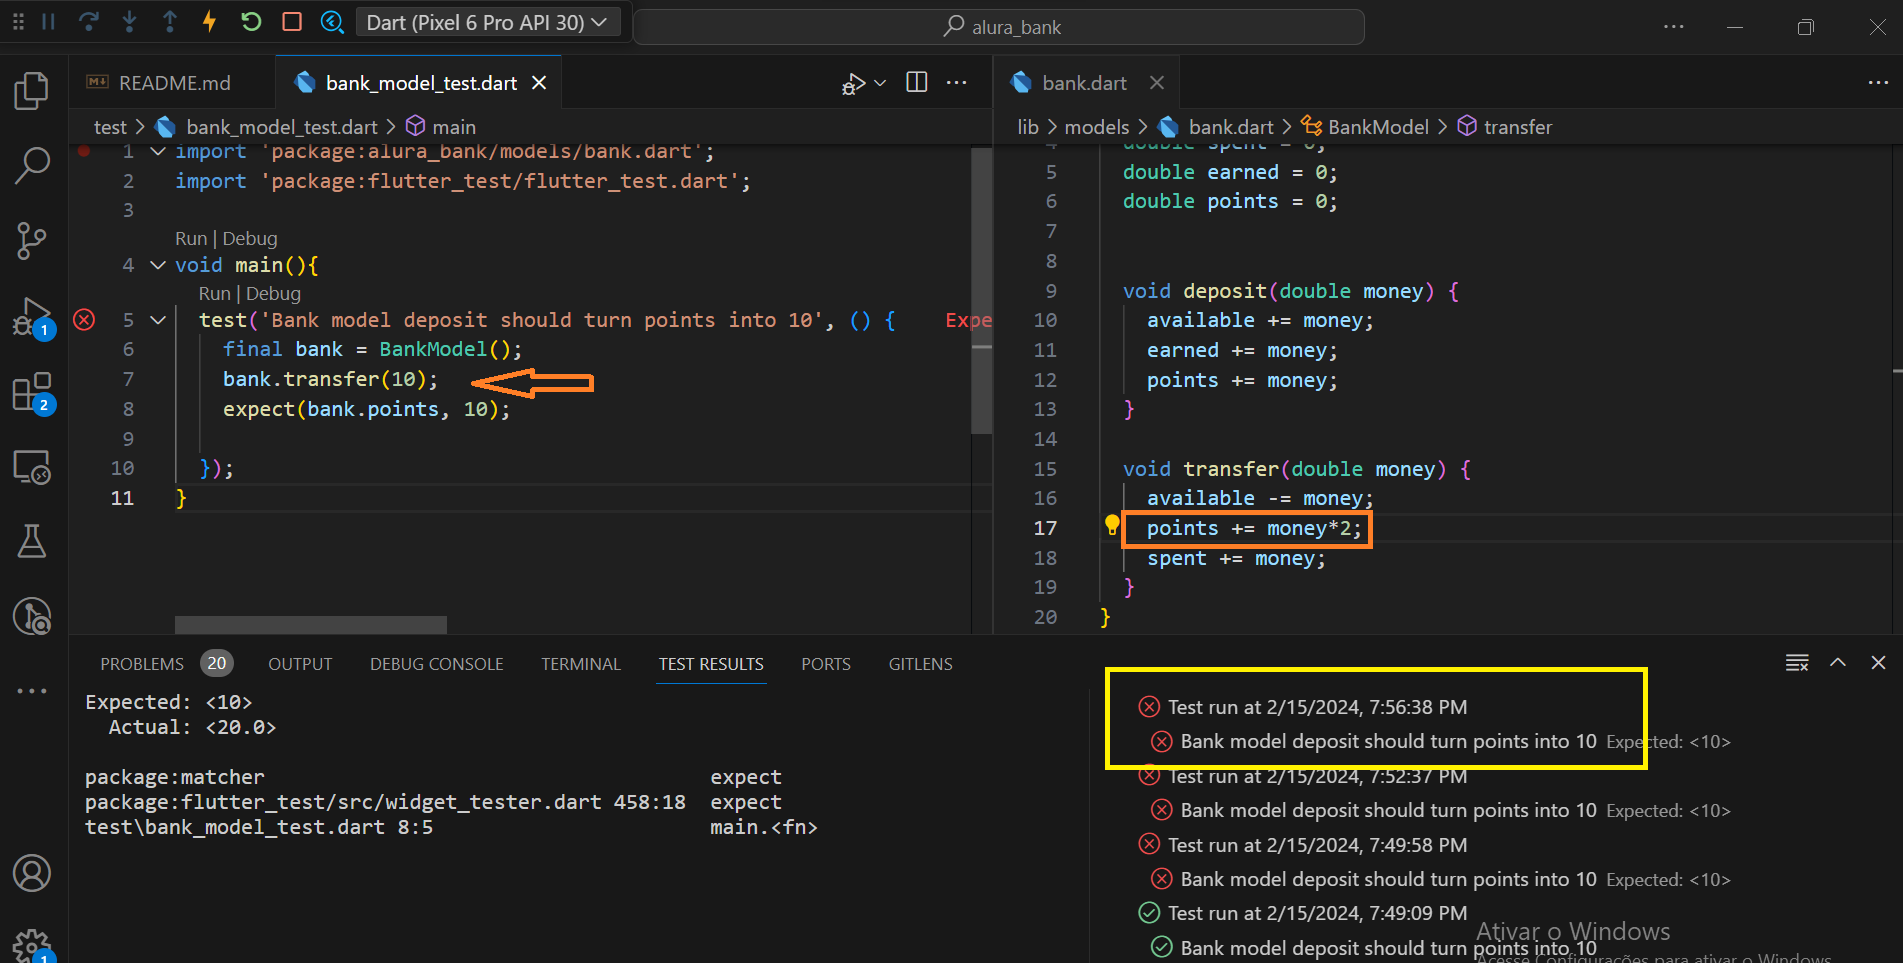 Dart (Pixel 6 Pro API 30)
alura_bank
README.md
bank_model_test.dart
test > bank_model_test.dart > main
1 import 'package:alura_bank/models/bank.dart';
2 import 'package:flutter_test/flutter_test.dart';
3
Run | Debug
4 void main(){
Run | Debug
5 test('Bank model deposit should turn points into 10', () { Expe
6 final bank = BankModel();
7 bank.transfer(10);
8 expect(bank.points, 10);
9
10 });
11 }
bank.dart
lib > models > bank.dart > BankModel > transfer
4 double spent = 0;
5 double earned = 0;
6 double points = 0;
7
8
9 void deposit(double money) {
10 available += money;
11 earned += money;
12 points += money;
13 }
14
15 void transfer(double money) {
16 available -= money;
17 points += money*2;
18 spent += money;
19 }
20 }
1
2
1
PROBLEMS 20 OUTPUT DEBUG CONSOLE TERMINAL TEST RESULTS PORTS GITLENS
Expected: <10>
Actual: <20.0>
package:matcher expect
package:flutter_test/src/widget_tester.dart 458:18 expect
test\bank_model_test.dart 8:5 main.<fn>
Test run at 2/15/2024, 7:56:38 PM
Bank model deposit should turn points into 10 Expected: <10>
Test run at 2/15/2024, 7:52:37 PM
Bank model deposit should turn points into 10 Expected: <10>
Test run at 2/15/2024, 7:49:58 PM
Bank model deposit should turn points into 10 Expected: <10>
Test run at 2/15/2024, 7:49:09 PM
Bank model deposit should turn points into 10
Ativar o Windows
Acesse Configurações para ativar o Windows.